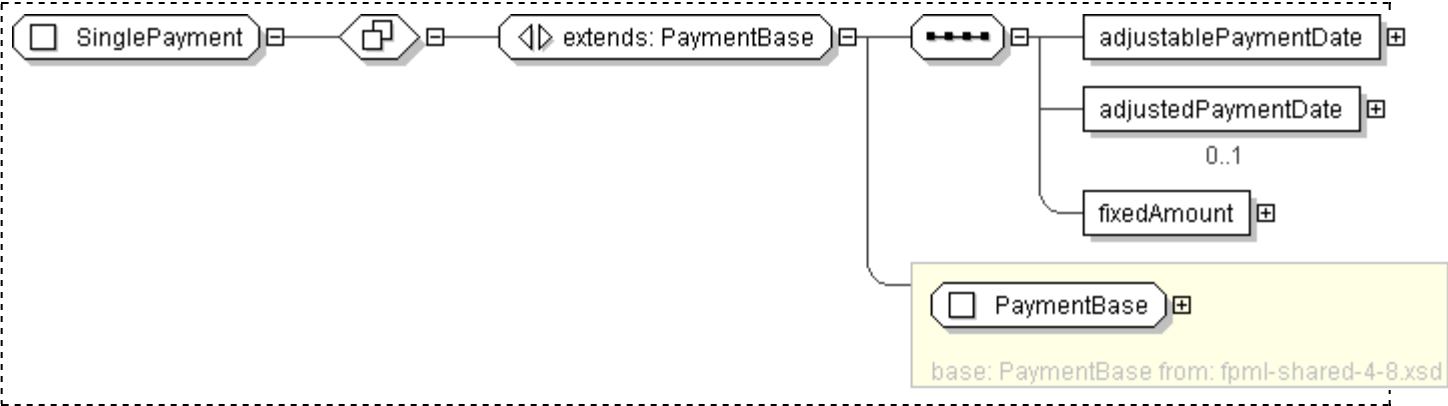 SinglePayment
extends: PaymentBase
adjustablePaymentDate
adjustedPaymentDate
0..1
fixedAmount
PaymentBase
base: PaymentBase from: fpml-shared-4-8.xsd